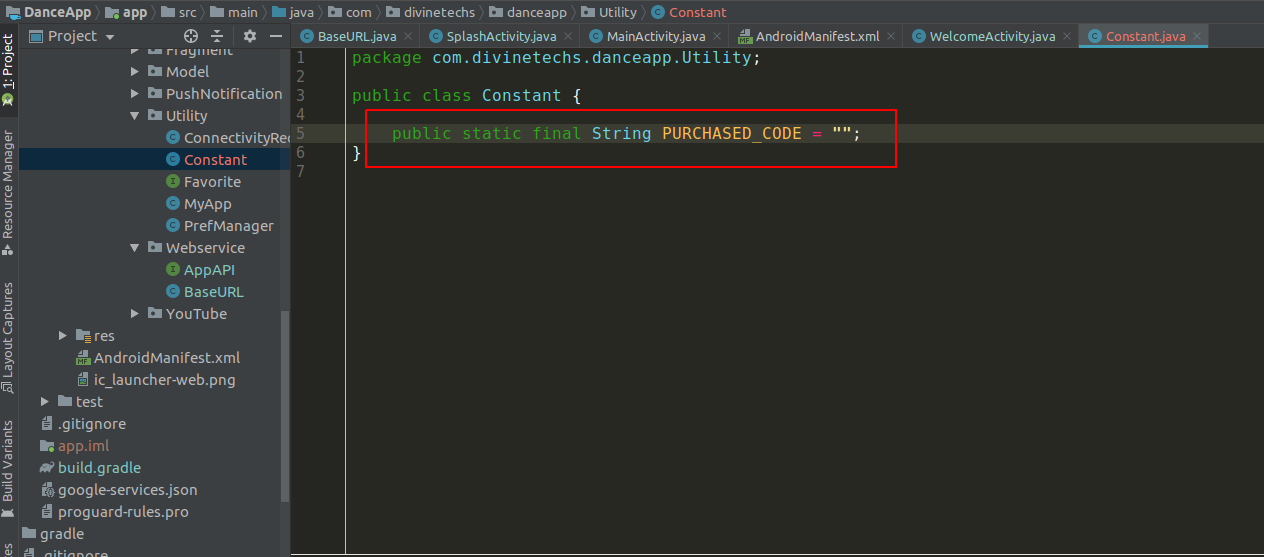 DanceApp app src main java com divinetechs danceapp Utility Constant
Project
BaseURL.java SplashActivity.java MainActivity.java AndroidManifest.xml WelcomeActivity.java Constant.java
1: Project
Resource Manager
Layout Captures
Build Variants
Fragment
Model
PushNotification
Utility
ConnectivityRec
Constant
Favorite
MyApp
PrefManager
Webservice
AppAPI
BaseURL
YouTube
res
MF AndroidManifest.xml
ic_launcher-web.png
test
.gitignore
app.iml
build.gradle
google-services.json
proguard-rules.pro
gradle
.gitignore
1 package com.divinetechs.danceapp.Utility;
2
3 public class Constant {
4
5 public static final String PURCHASED_CODE = "";
6 }
7